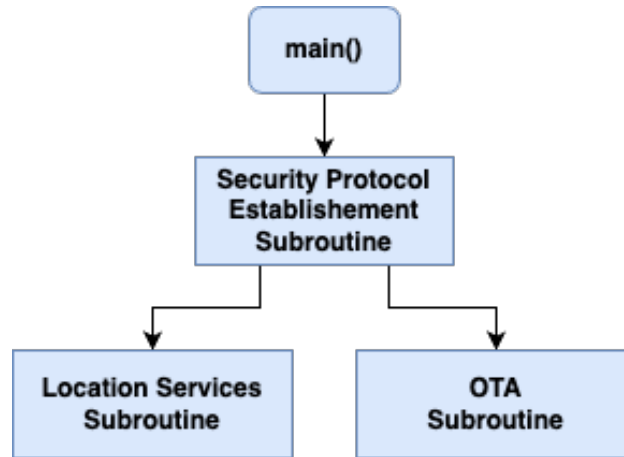 main()
Security Protocol
Establishement
Subroutine
Location Services
Subroutine
OTA
Subroutine